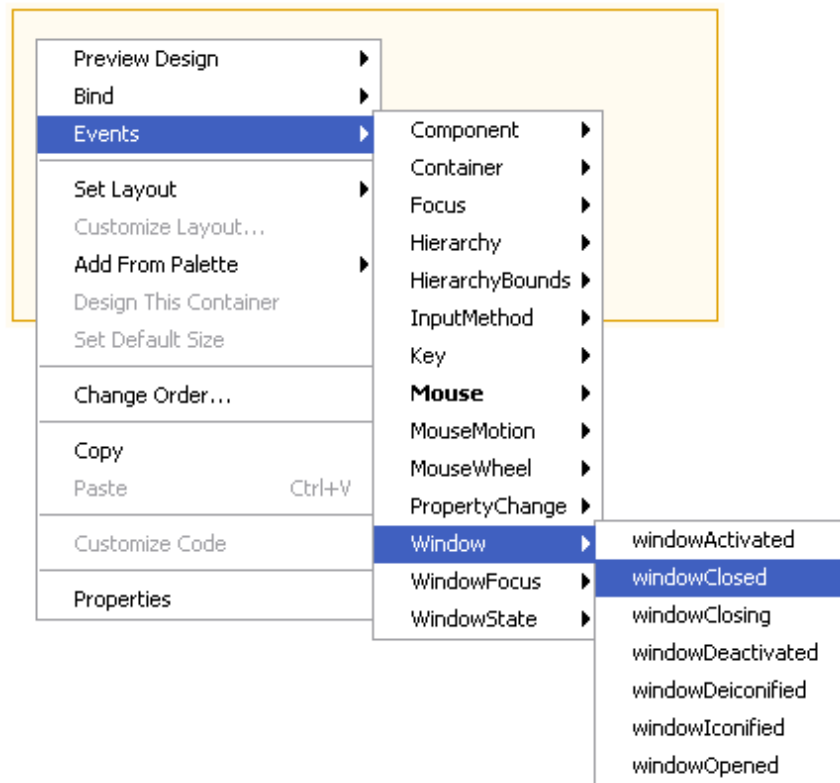 Preview Design
Bind
Events
Set Layout
Customize Layout...
Add From Palette
Design This Container
Set Default Size
Change Order...
Copy
Paste Ctrl+V
Customize Code
Properties
Component
Container
Focus
Hierarchy
HierarchyBounds
InputMethod
Key
Mouse
MouseMotion
MouseWheel
PropertyChange
Window
WindowFocus
WindowState
windowActivated
windowClosed
windowClosing
windowDeactivated
windowDeiconified
windowIconified
windowOpened